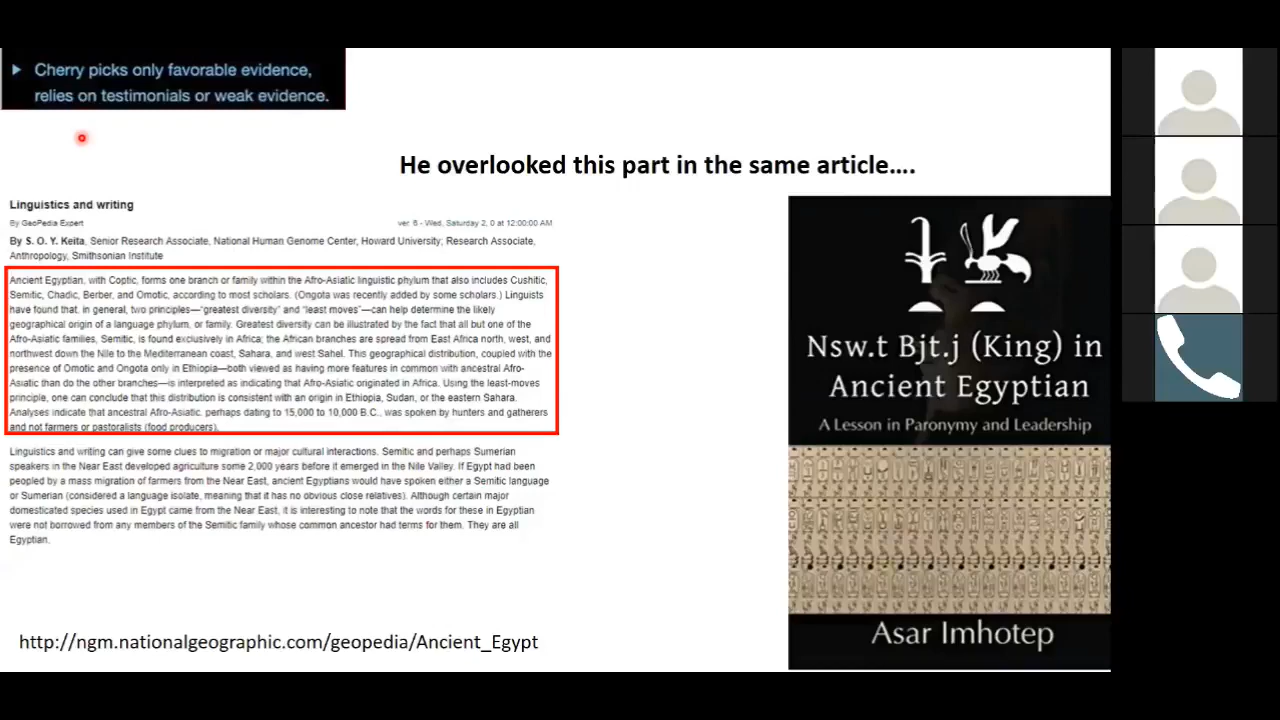 Cherry picks only favorable evidence,
relies on testimonials or weak evidence.
He overlooked this part in the same article....
Linguistics and writing
By GeoPedia Expert
ver. 6 - Wed, Saturday 2, 0 at 12:00:00 AM
By S. O. Y. Keita, Senior Research Associate, National Human Genome Center, Howard University; Research Associate,
Anthropology, Smithsonian Institute
Ancient Egyptian, with Coptic, forms one branch or family within the Afro-Asiatic linguistic phylum that also includes Cushitic,
Semitic, Chadic, Berber, and Omotic, according to most scholars. (Ongota was recently added by some scholars.) Linguists
have found that, in general, two principles—"greatest diversity" and "least moves"—can help determine the likely
geographical origin of a language phylum, or family. Greatest diversity can be illustrated by the fact that all but one of the
Afro-Asiatic families, Semitic, is found exclusively in Africa; the African branches are spread from East Africa north, west, and
northwest down the Nile to the Mediterranean coast, Sahara, and west Sahel. This geographical distribution, coupled with the
presence of Omotic and Ongota only in Ethiopia—both viewed as having more features in common with ancestral Afro-
Asiatic than do the other branches—is interpreted as indicating that Afro-Asiatic originated in Africa. Using the least-moves
principle, one can conclude that this distribution is consistent with an origin in Ethiopia, Sudan, or the eastern Sahara.
Analyses indicate that ancestral Afro-Asiatic, perhaps dating to 15,000 to 10,000 B.C., was spoken by hunters and gatherers
and not farmers or pastoralists (food producers).
Linguistics and writing can give some clues to migration or major cultural interactions. Semitic and perhaps Sumerian
speakers in the Near East developed agriculture some 2,000 years before it emerged in the Nile Valley. If Egypt had been
peopled by a mass migration of farmers from the Near East, ancient Egyptians would have spoken either a Semitic language
or Sumerian (considered a language isolate, meaning that it has no obvious close relatives). Although certain major
domesticated species used in Egypt came from the Near East, it is interesting to note that the words for these in Egyptian
were not borrowed from any members of the Semitic family whose common ancestor had terms for them. They are all
Egyptian.
http://ngm.nationalgeographic.com/geopedia/Ancient_Egypt
Nsw.t Bjt.j (King) in
Ancient Egyptian
A Lesson in Paronymy and Leadership
Asar Imhotep